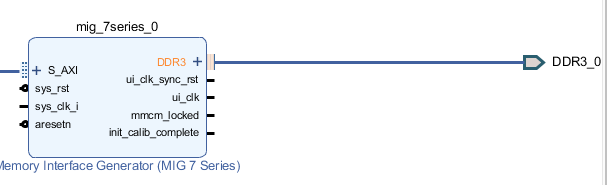 mig_7series_0
DDR3
DDR3_0
S_AXI
ui_clk_sync_rst
sys_rst
ui_clk
sys_clk_i
mmcm_locked
aresetn
init_calib_complete
Memory Interface Generator (MIG 7 Series)